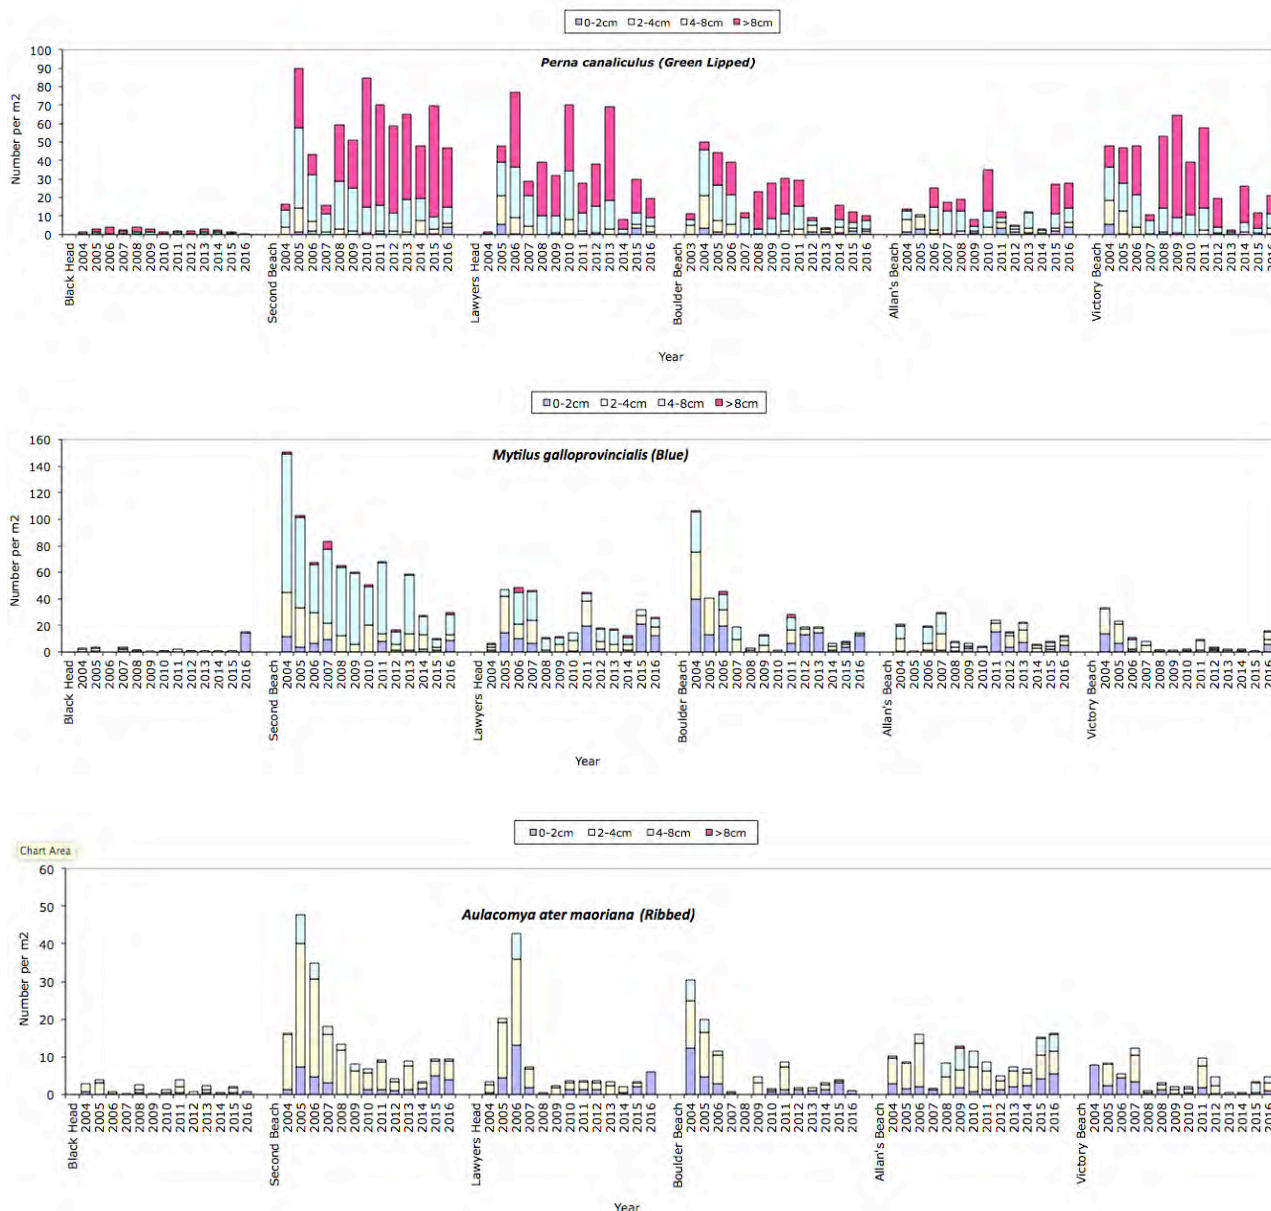 0-2cm 2-4cm 4-8cm >8cm
Perna canaliculus (Green Lipped)
Number per m2
100
90
80
70
60
50
40
30
20
10
0
Black Head 2004 2005 2006 2007 2008 2009 2010 2011 2012 2013 2014 2015 2016 Second Beach 2004 2005 2006 2007 2008 2009 2010 2011 2012 2013 2014 2015 2016 Lawyers Head 2004 2005 2006 2007 2008 2009 2010 2011 2012 2013 2014 2015 2016 Boulder Beach 2003 2004 2005 2006 2007 2008 2009 2010 2011 2012 2013 2014 2015 2016 Allan's Beach 2004 2005 2006 2007 2008 2009 2010 2011 2012 2013 2014 2015 2016 Victory Beach 2004 2005 2006 2007 2008 2009 2010 2011 2012 2013 2014 2015 2016
Year
0-2cm 2-4cm 4-8cm >8cm
Mytilus galloprovincialis (Blue)
Number per m2
160
140
120
100
80
60
40
20
0
Black Head 2004 2005 2006 2007 2008 2009 2010 2011 2012 2013 2014 2015 2016 Second Beach 2004 2005 2006 2007 2008 2009 2010 2011 2012 2013 2014 2015 2016 Lawyers Head 2004 2005 2006 2007 2008 2009 2010 2011 2012 2013 2014 2015 2016 Boulder Beach 2004 2005 2006 2007 2008 2009 2010 2011 2012 2013 2014 2015 2016 Allan's Beach 2004 2005 2006 2007 2008 2009 2010 2011 2012 2013 2014 2015 2016 Victory Beach 2004 2005 2006 2007 2008 2009 2010 2011 2012 2013 2014 2015 2016
Year
0-2cm 2-4cm 4-8cm >8cm
Chart Area
Aulacomya ater maoriana (Ribbed)
Number per m2
60
50
40
30
20
10
0
Black Head 2004 2005 2006 2007 2008 2009 2010 2011 2012 2013 2014 2015 2016 Second Beach 2004 2005 2006 2007 2008 2009 2010 2011 2012 2013 2014 2015 2016 Lawyers Head 2004 2005 2006 2007 2008 2009 2010 2011 2012 2013 2014 2015 2016 Boulder Beach 2004 2005 2006 2007 2008 2009 2010 2011 2012 2013 2014 2015 2016 Allan's Beach 2004 2005 2006 2007 2008 2009 2010 2011 2012 2013 2014 2015 2016 Victory Beach 2004 2005 2006 2007 2008 2009 2010 2011 2012 2013 2014 2015 2016
Year